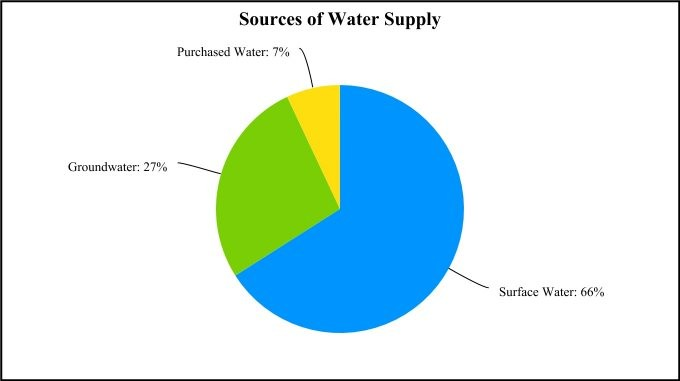 Sources of Water Supply
Purchased Water: 7%
Groundwater: 27%
Surface Water: 66%